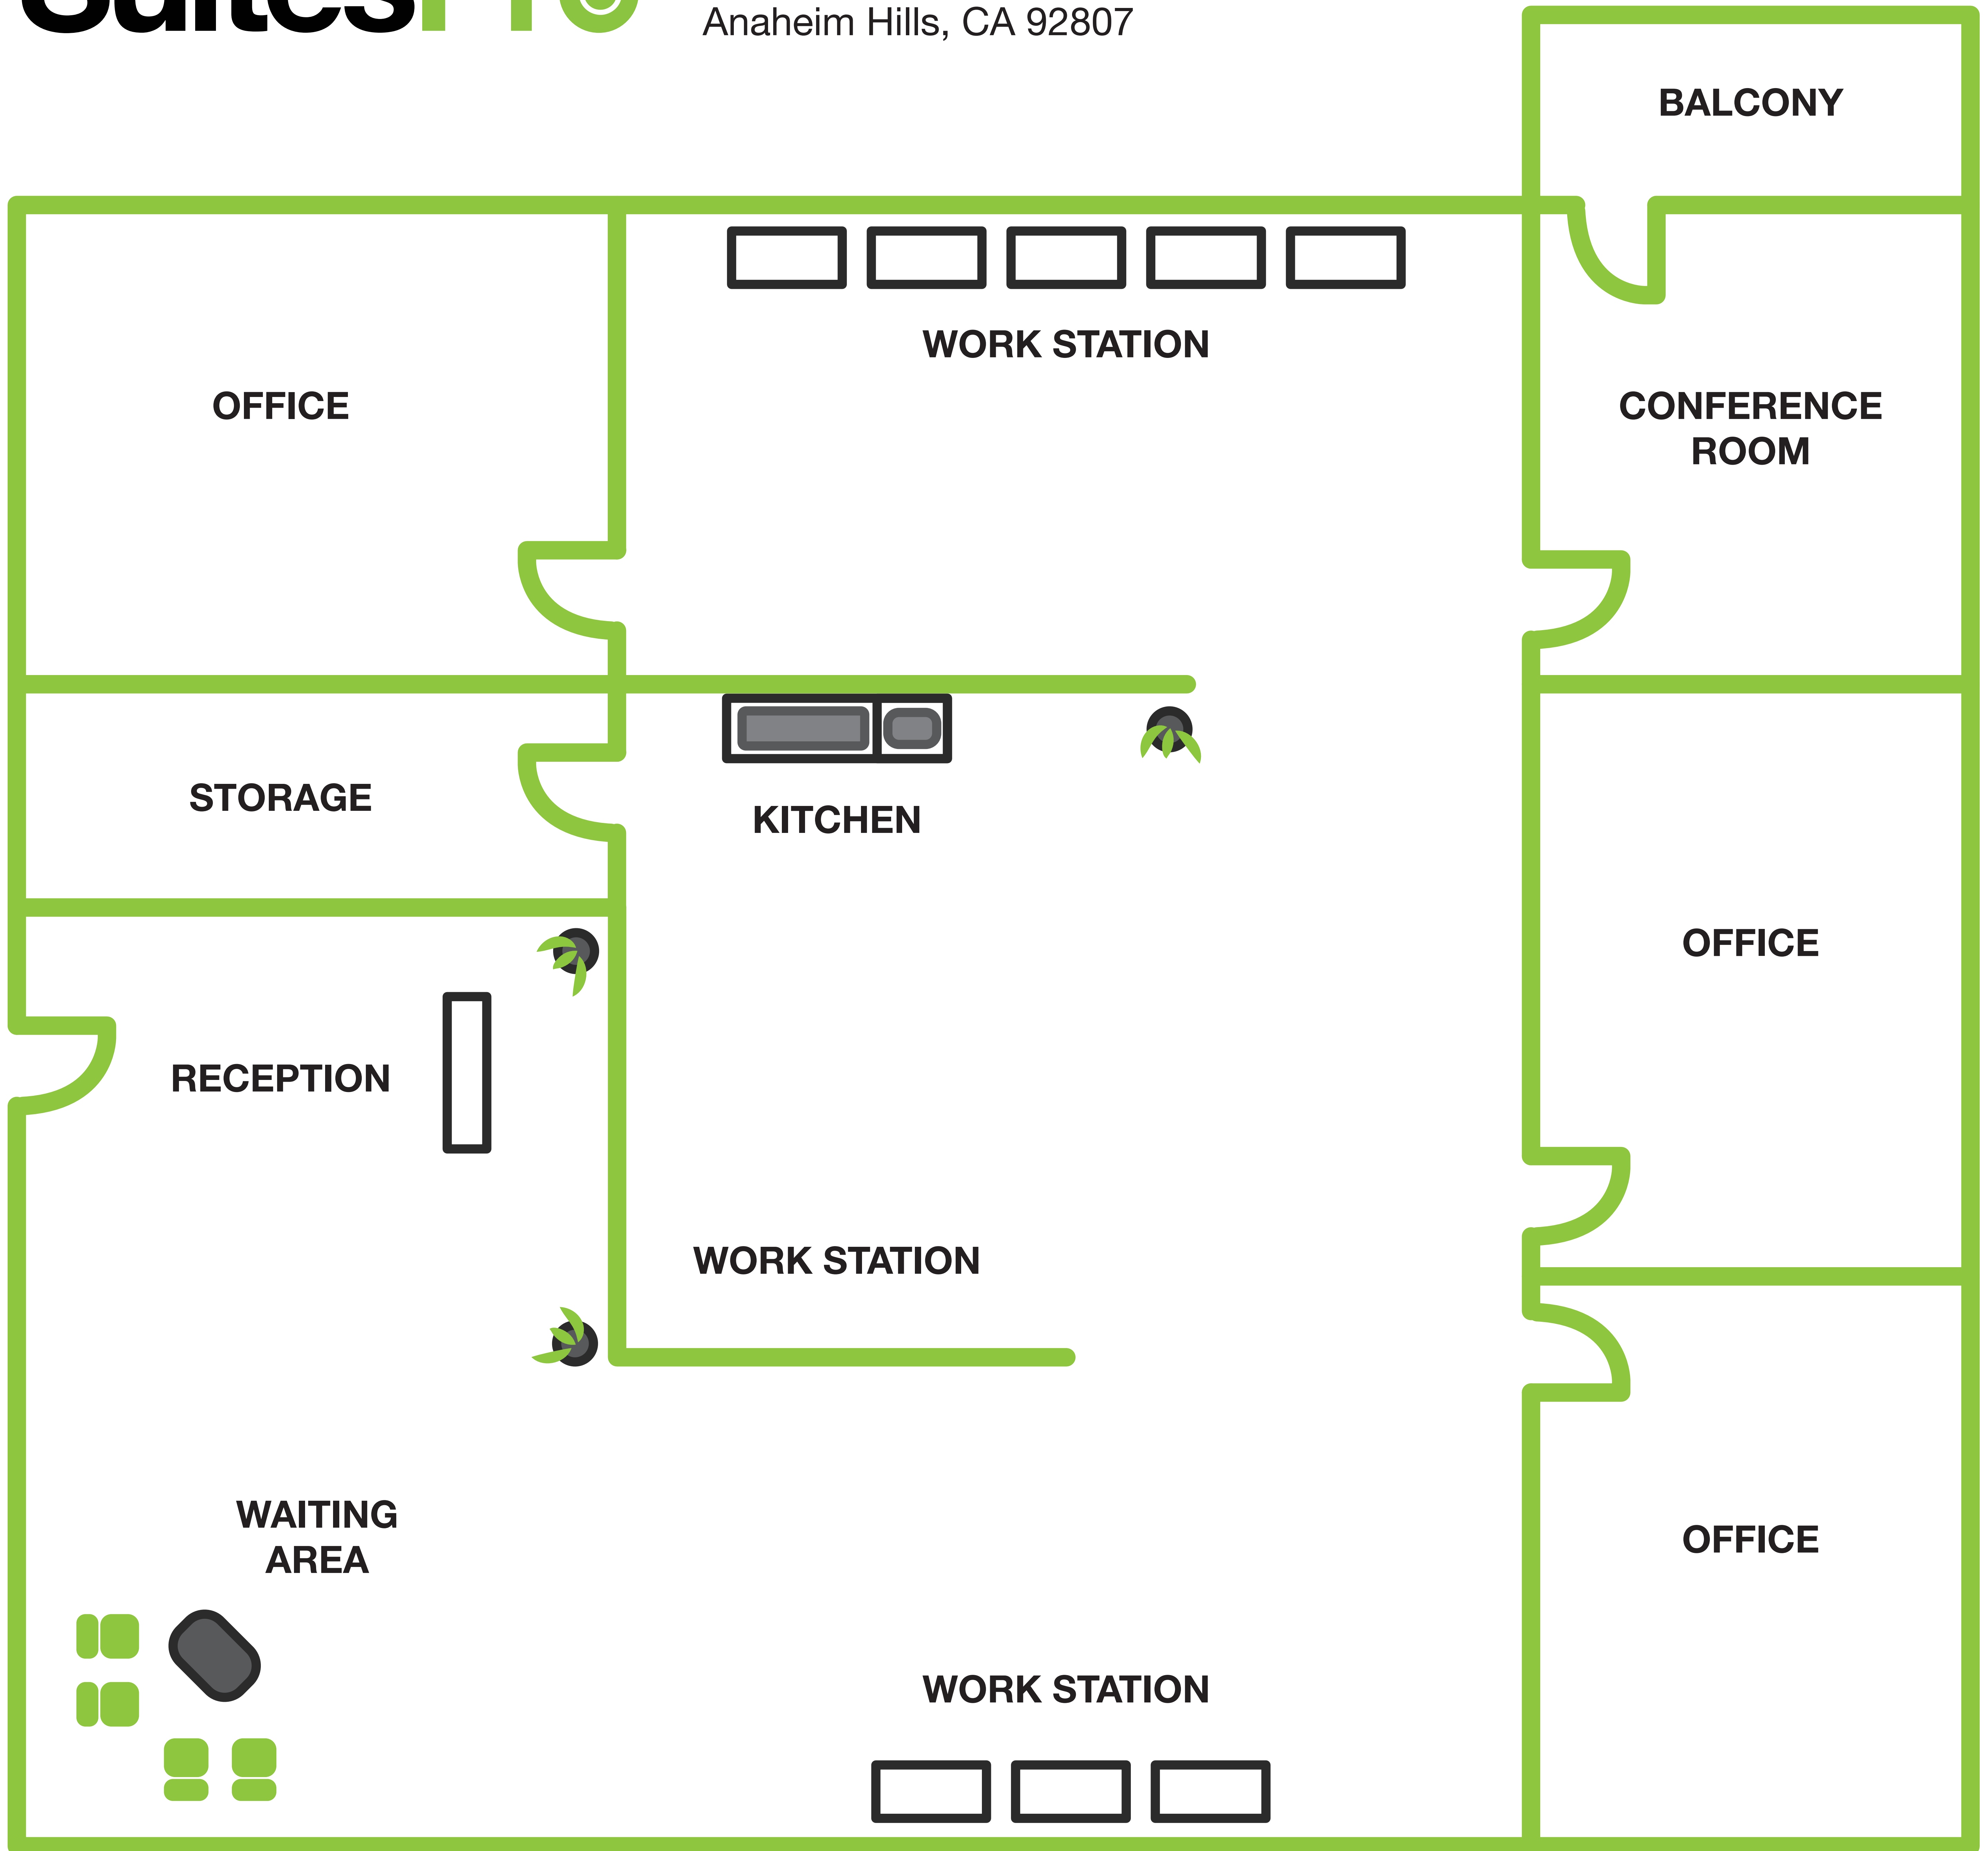 SuitesPro
Anaheim Hills, CA 92807
BALCONY
WORK STATION
OFFICE
CONFERENCE
ROOM
STORAGE
KITCHEN
OFFICE
RECEPTION
WORK STATION
WAITING
AREA
OFFICE
WORK STATION